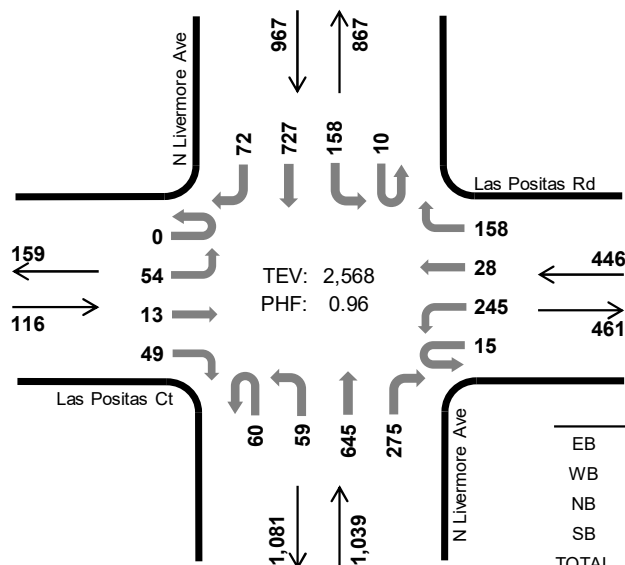 967
867
N Livermore Ave
72
727
158
10
Las Positas Rd
0
158
159
54
TEV: 2,568
28
446
116
13
PHF: 0.96
245
461
49
15
Las Positas Ct
60
59
645
275
N Livermore Ave
EB
WB
NB
SB
1,081
1,039
TOTAL